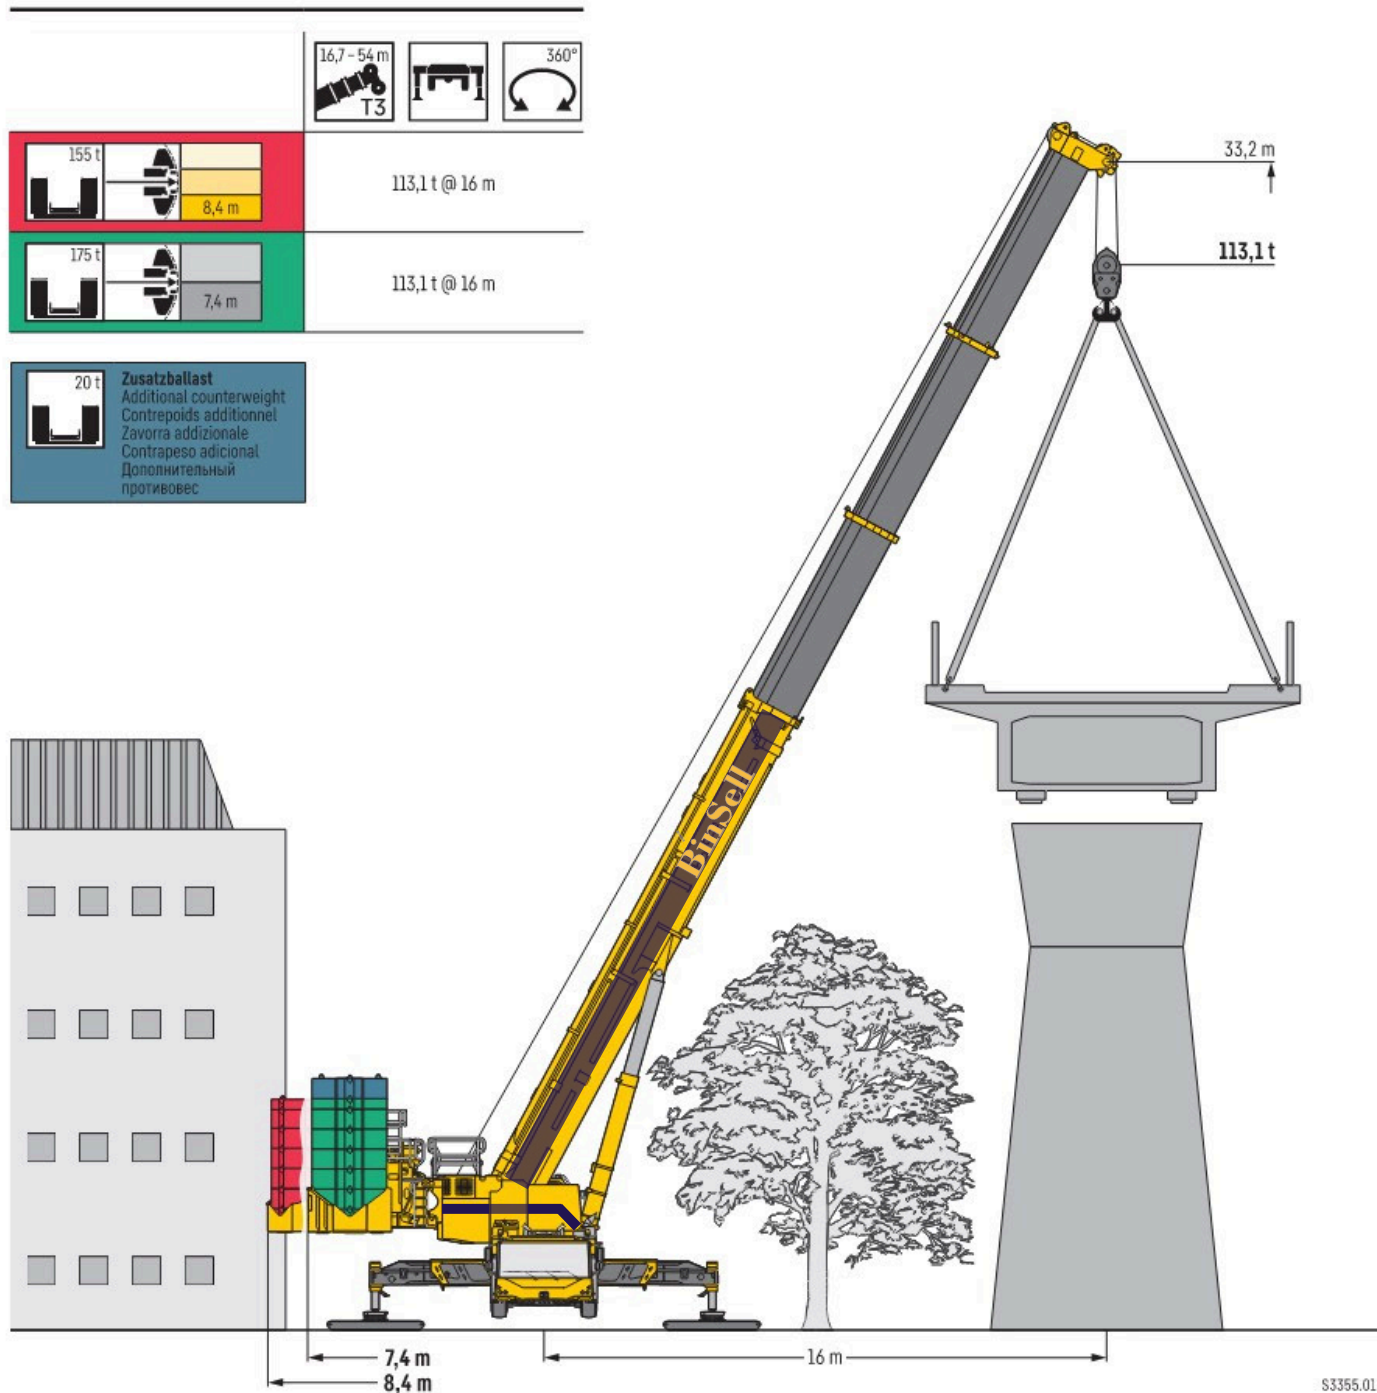 16,7 – 54 m
T3
360°
155 t
8,4 m
113,1 t @ 16 m
175 t
7,4 m
113,1 t @ 16 m
20 t
Zusatzballast
Additional counterweight
Contrepoids additionnel
Zavorra addizionale
Contrapeso adicional
Дополнительный
противовес
33,2 m
113,1 t
BinSell
7,4 m
8,4 m
16 m
S3355.01